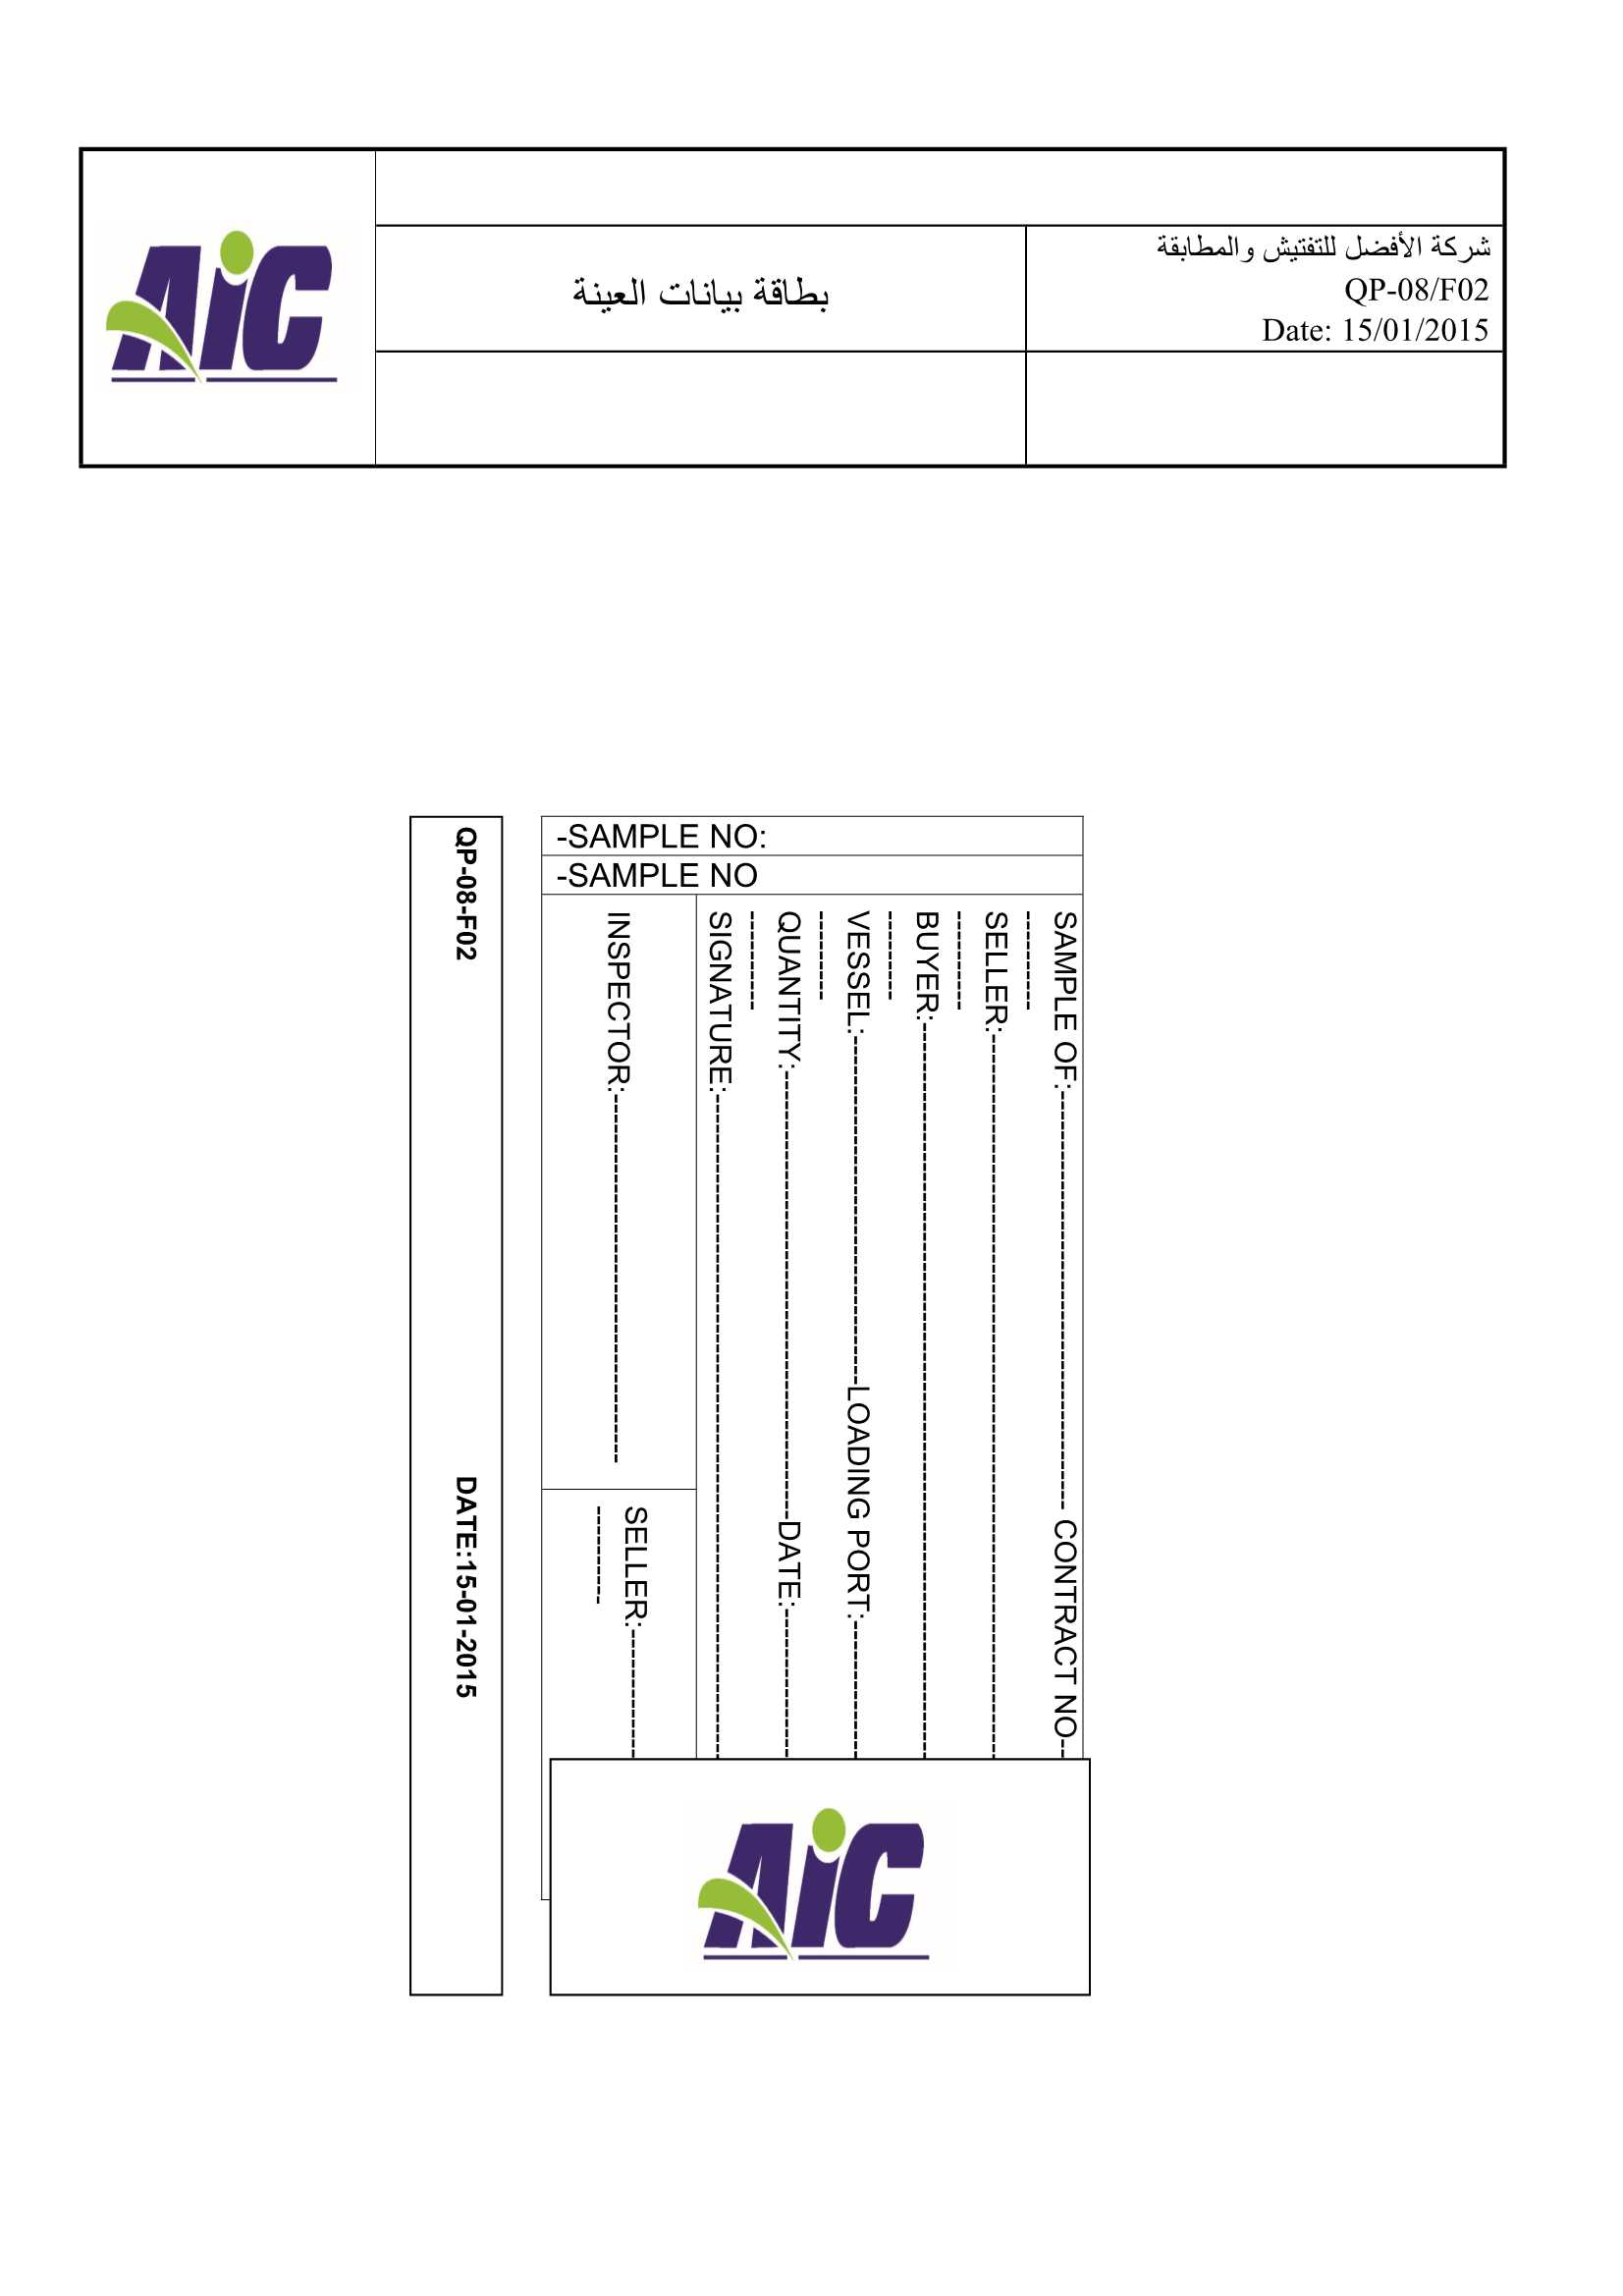 AiC
شركة الأفضل للتفتيش والمطابقة
QP-08/F02
Date: 15/01/2015
بطاقة بيانات العينة
-SAMPLE NO:
-SAMPLE NO
SAMPLE OF:------------------------------------ CONTRACT NO--
---------
SELLER:--------------------------------------------------------------
---------
BUYER:---------------------------------------------------------------
--------
VESSEL:------------------------------LOADING PORT:------------
--------
QUANTITY:---------------------------------------DATE:-------------
---------
SIGNATURE:----------------------------------------------------------
INSPECTOR:--------------------------------
SELLER:-----------
---------
AiC
QP-08-F02 DATE:15-01-2015